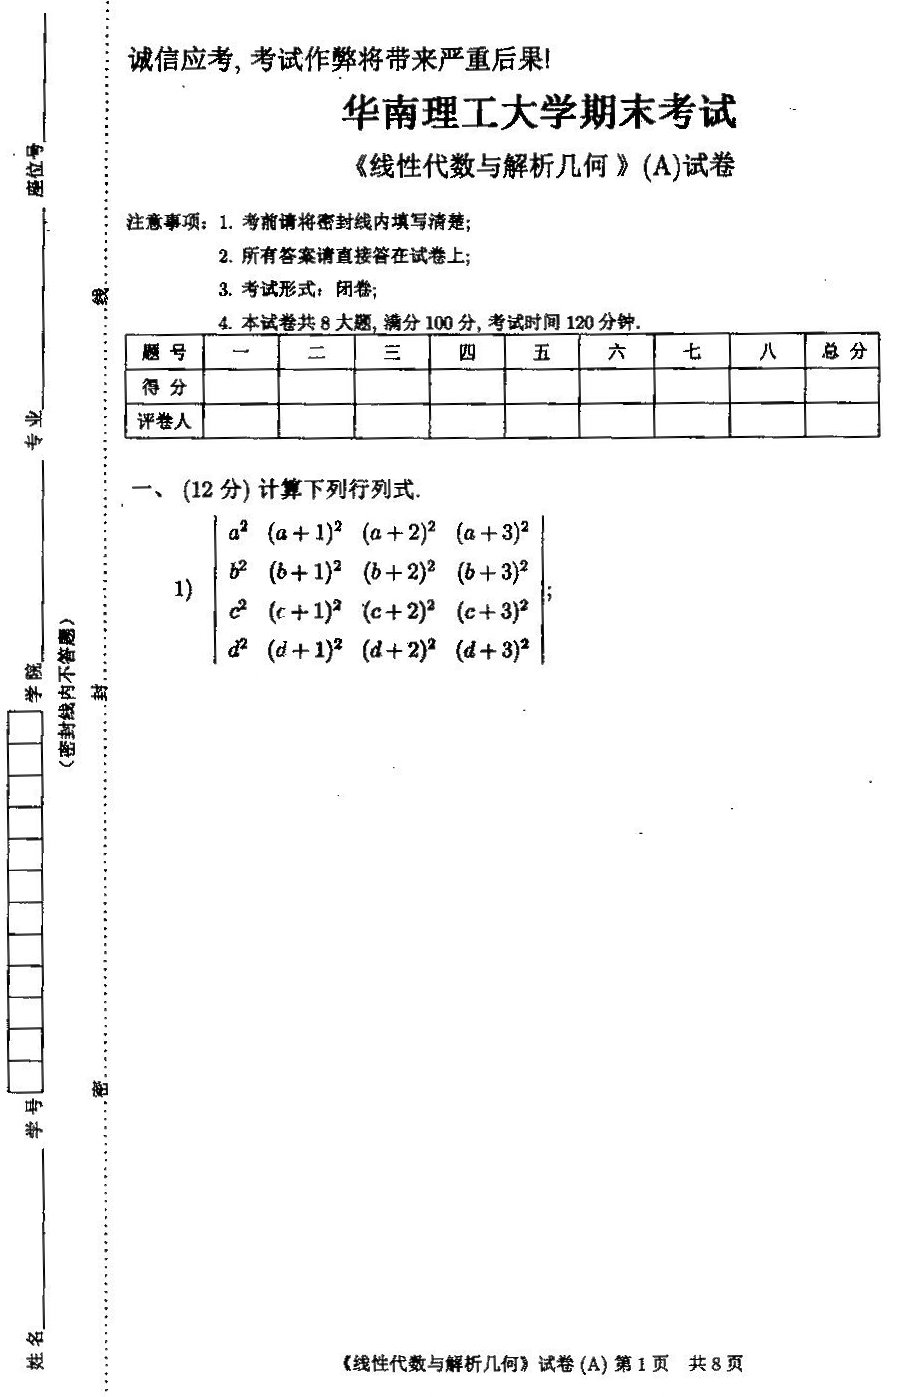 诚信应考, 考试作弊将带来严重后果!
华南理工大学期末考试
《线性代数与解析几何 》(A)试卷
注意事项: 1. 考前请将密封线内填写清楚;
2. 所有答案请直接答在试卷上;
3. 考试形式: 闭卷;
4. 本试卷共 8 大题, 满分 100 分, 考试时间 120 分钟.
题 号 一 二 三 四 五 六 七 八 总 分
得 分
评卷人
一、 (12 分) 计算下列行列式.
1)
a² (a + 1)² (a + 2)² (a + 3)²
b² (b + 1)² (b + 2)² (b + 3)²
c² (c + 1)² (c + 2)² (c + 3)²
d² (d + 1)² (d + 2)² (d + 3)²
;
姓 名 学 号 学 院 专 业 座位号
(密封线内不答题)
密 封 线
《线性代数与解析几何》试卷 (A) 第 1 页 共 8 页